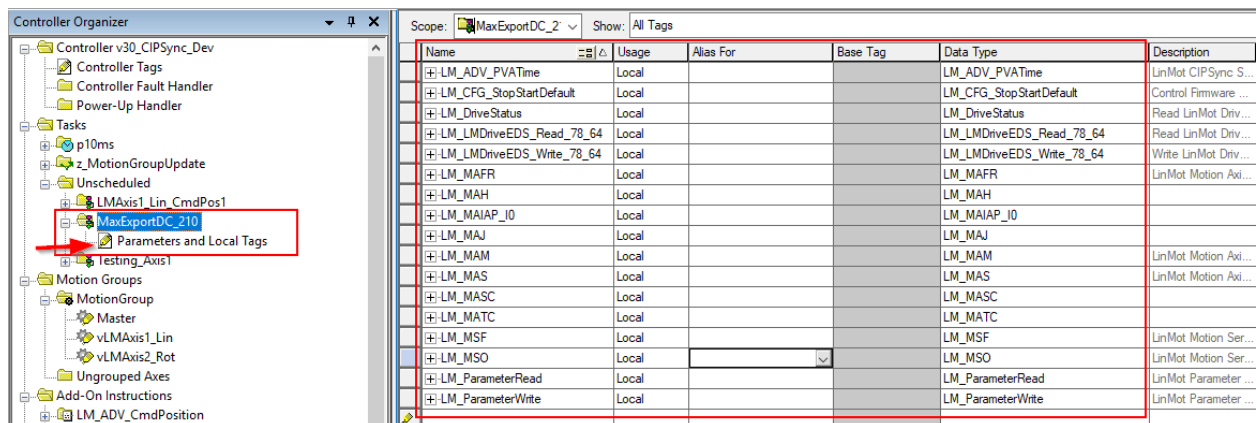 Controller Organizer
Controller v30_CIPSync_Dev
Controller Tags
Controller Fault Handler
Power-Up Handler
Tasks
p10ms
z_MotionGroupUpdate
Unscheduled
LMAxis1_Lin_CmdPos1
MaxExportDC_210
Parameters and Local Tags
Testing_Axis1
Motion Groups
MotionGroup
Master
vLMAxis1_Lin
vLMAxis2_Rot
Ungrouped Axes
Add-On Instructions
LM_ADV_CmdPosition
Scope: MaxExportDC_2 Show: All Tags
Name Usage Alias For Base Tag Data Type Description
LM_ADV_PVATime Local LM_ADV_PVATime LinMot CIPSync S...
LM_CFG_StopStartDefault Local LM_CFG_StopStartDefault Control Firmware ...
LM_DriveStatus Local LM_DriveStatus Read LinMot Driv...
LM_LMDriveEDS_Read_78_64 Local LM_LMDriveEDS_Read_78_64 Read LinMot Driv...
LM_LMDriveEDS_Write_78_64 Local LM_LMDriveEDS_Write_78_64 Write LinMot Driv...
LM_MAFR Local LM_MAFR LinMot Motion Axi...
LM_MAH Local LM_MAH
LM_MAIAP_I0 Local LM_MAIAP_I0
LM_MAJ Local LM_MAJ
LM_MAM Local LM_MAM LinMot Motion Axi...
LM_MAS Local LM_MAS LinMot Motion Axi...
LM_MASC Local LM_MASC
LM_MATC Local LM_MATC
LM_MSF Local LM_MSF LinMot Motion Ser...
LM_MSO Local LM_MSO LinMot Motion Ser...
LM_ParameterRead Local LM_ParameterRead LinMot Parameter ...
LM_ParameterWrite Local LM_ParameterWrite LinMot Parameter ...